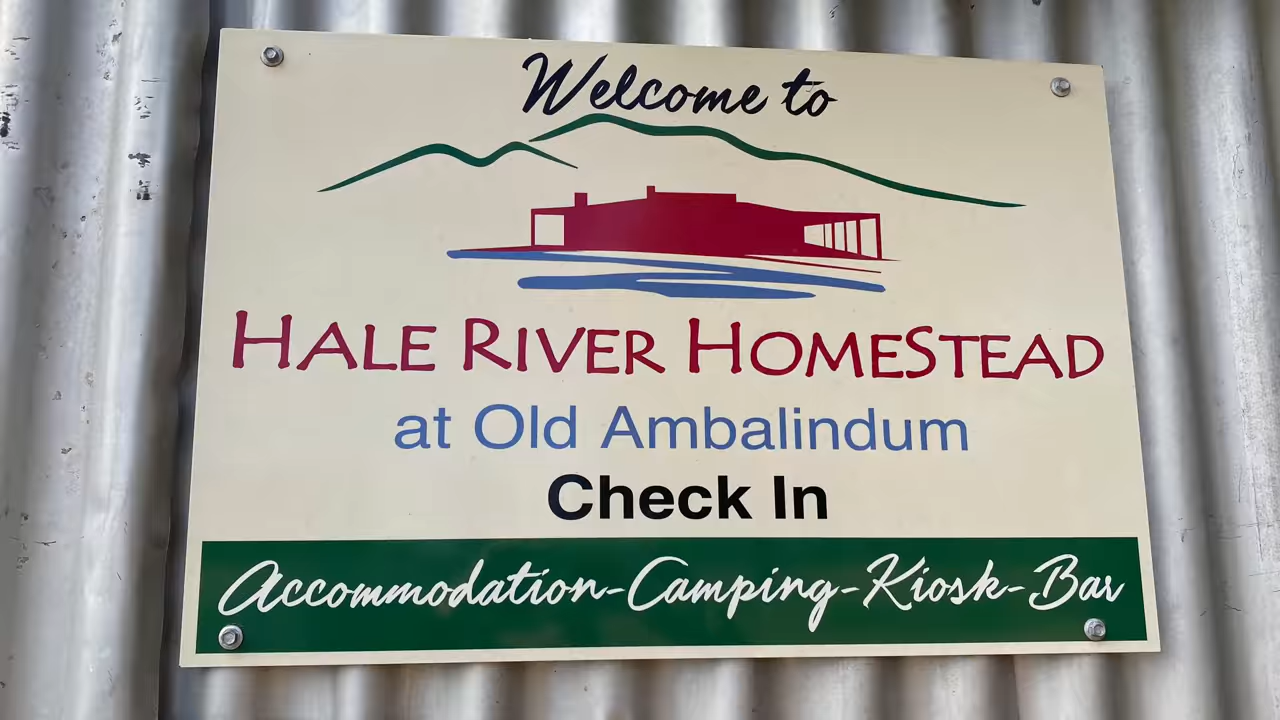 Welcome to
HALE RIVER HOMESTEAD
at Old Ambalindum
Check In
Accommodation-Camping-Kiosk-Bar